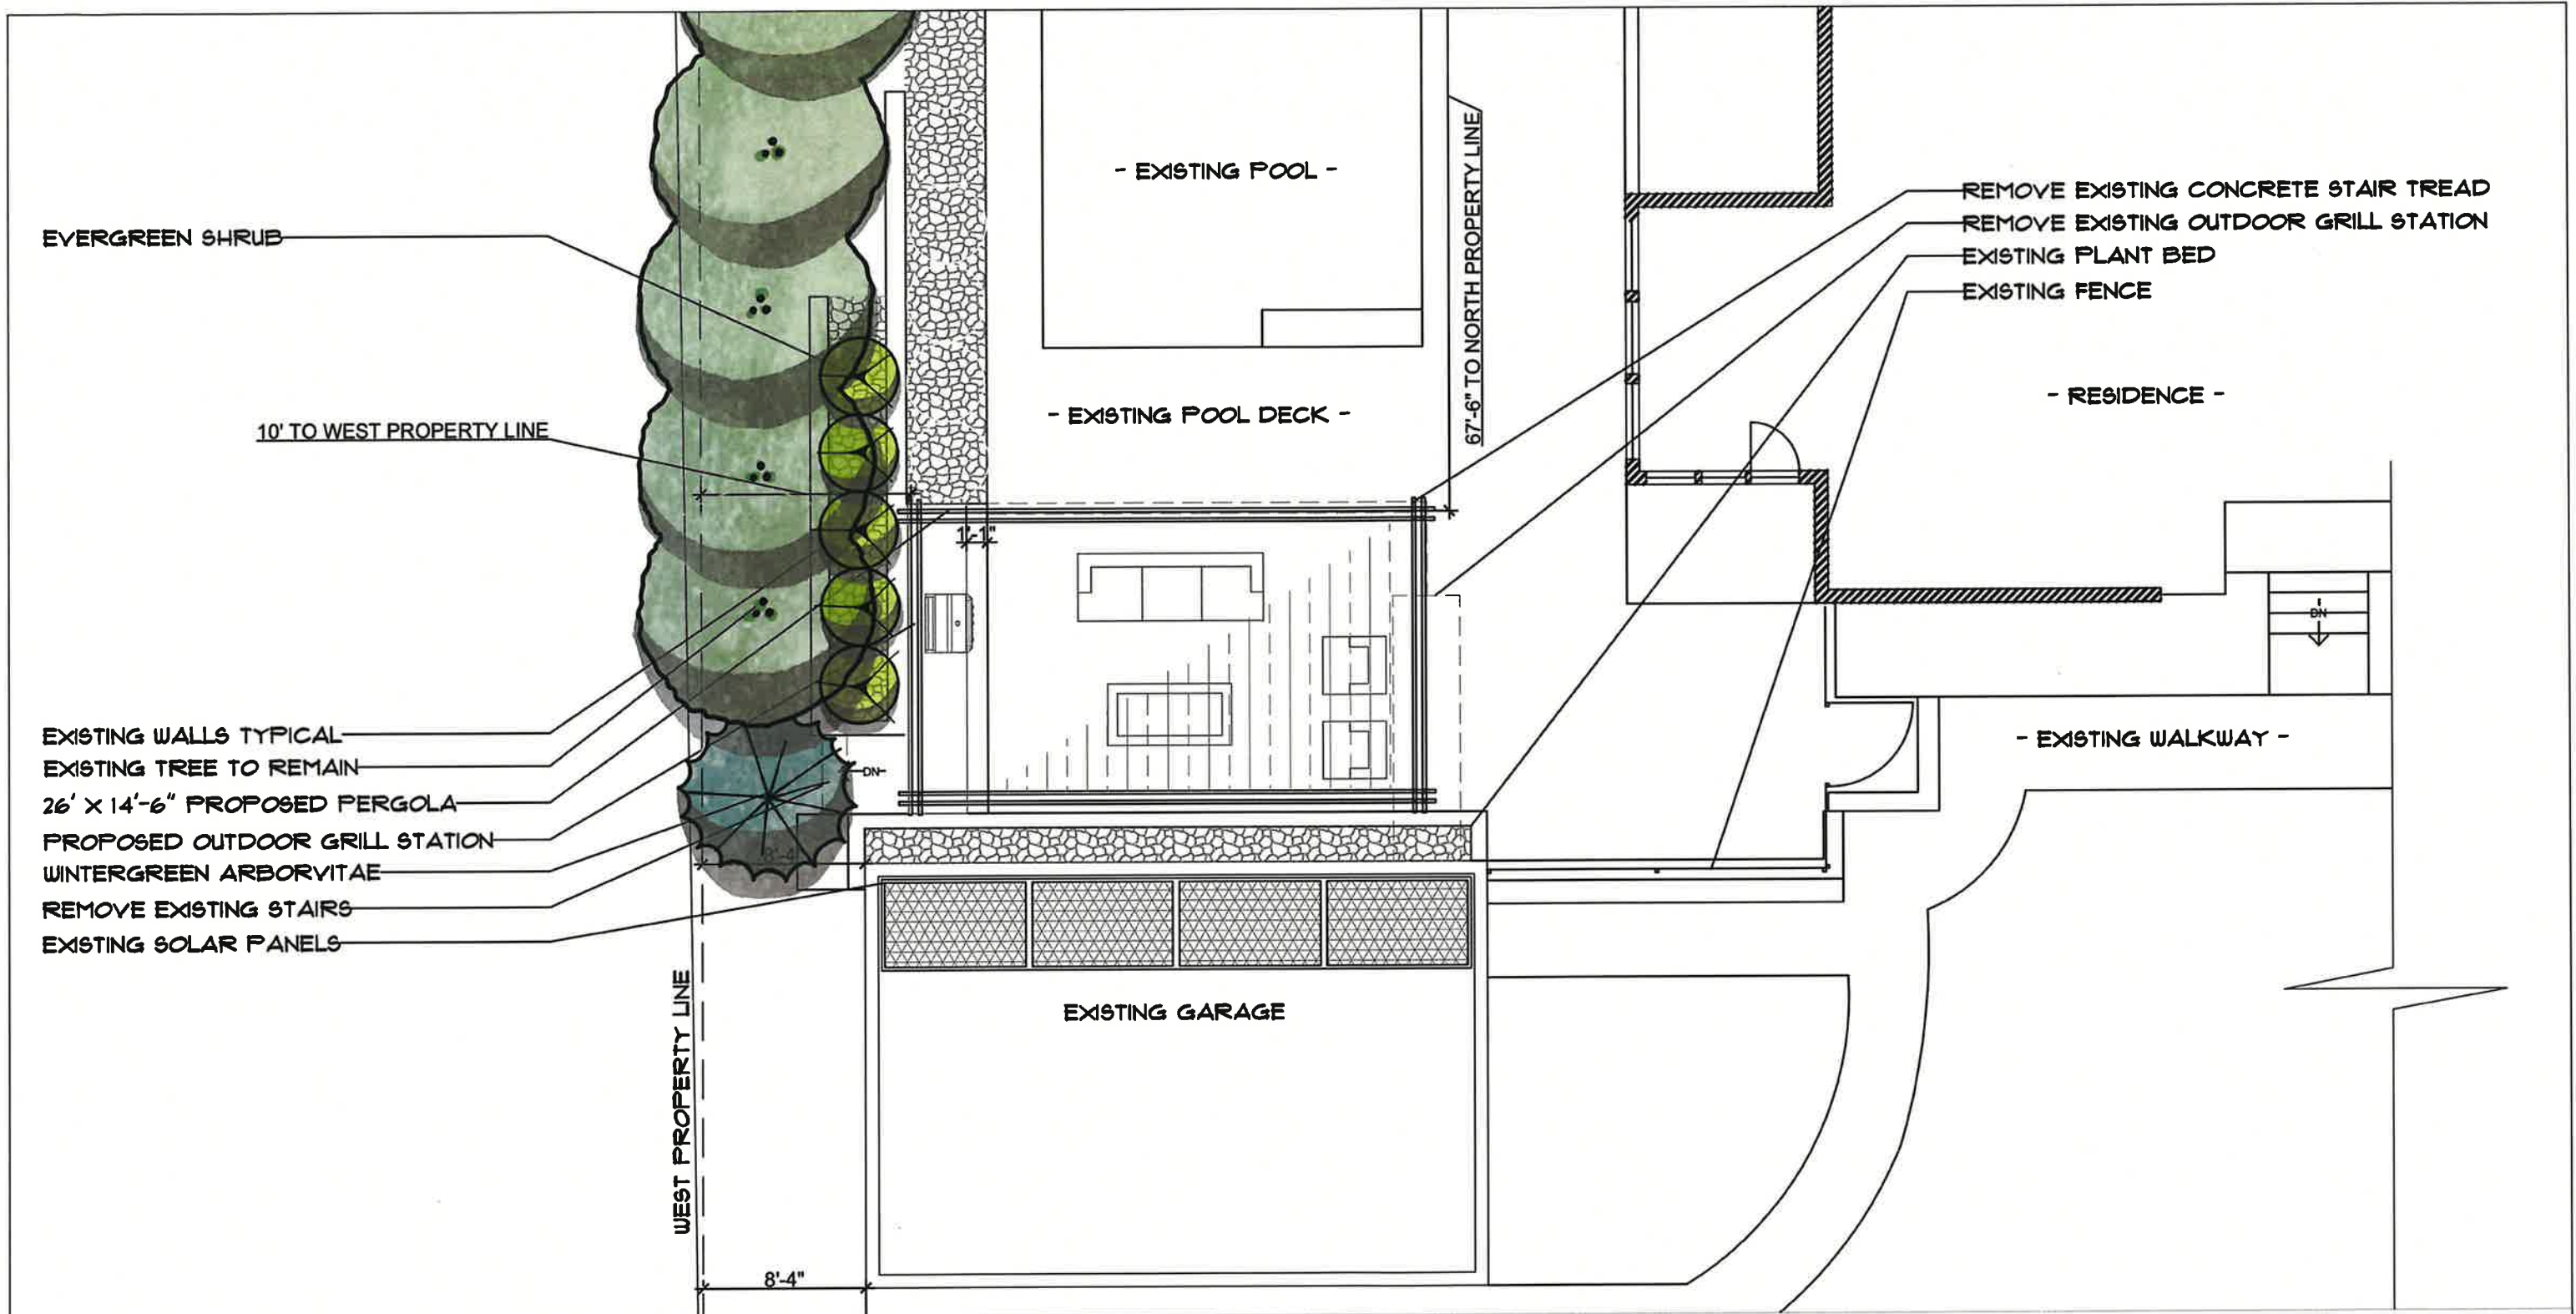 - EXISTING POOL -
67'-6" TO NORTH PROPERTY LINE
REMOVE EXISTING CONCRETE STAIR TREAD
REMOVE EXISTING OUTDOOR GRILL STATION
EXISTING PLANT BED
EXISTING FENCE
EVERGREEN SHRUB
- RESIDENCE -
- EXISTING POOL DECK -
10' TO WEST PROPERTY LINE
1'-1"
DN
EXISTING WALLS TYPICAL
EXISTING TREE TO REMAIN
26' X 14'-6" PROPOSED PERGOLA
PROPOSED OUTDOOR GRILL STATION
WINTERGREEN ARBORVITAE
REMOVE EXISTING STAIRS
EXISTING SOLAR PANELS
DN
- EXISTING WALKWAY -
8'-4"
EXISTING GARAGE
WEST PROPERTY LINE
8'-4"